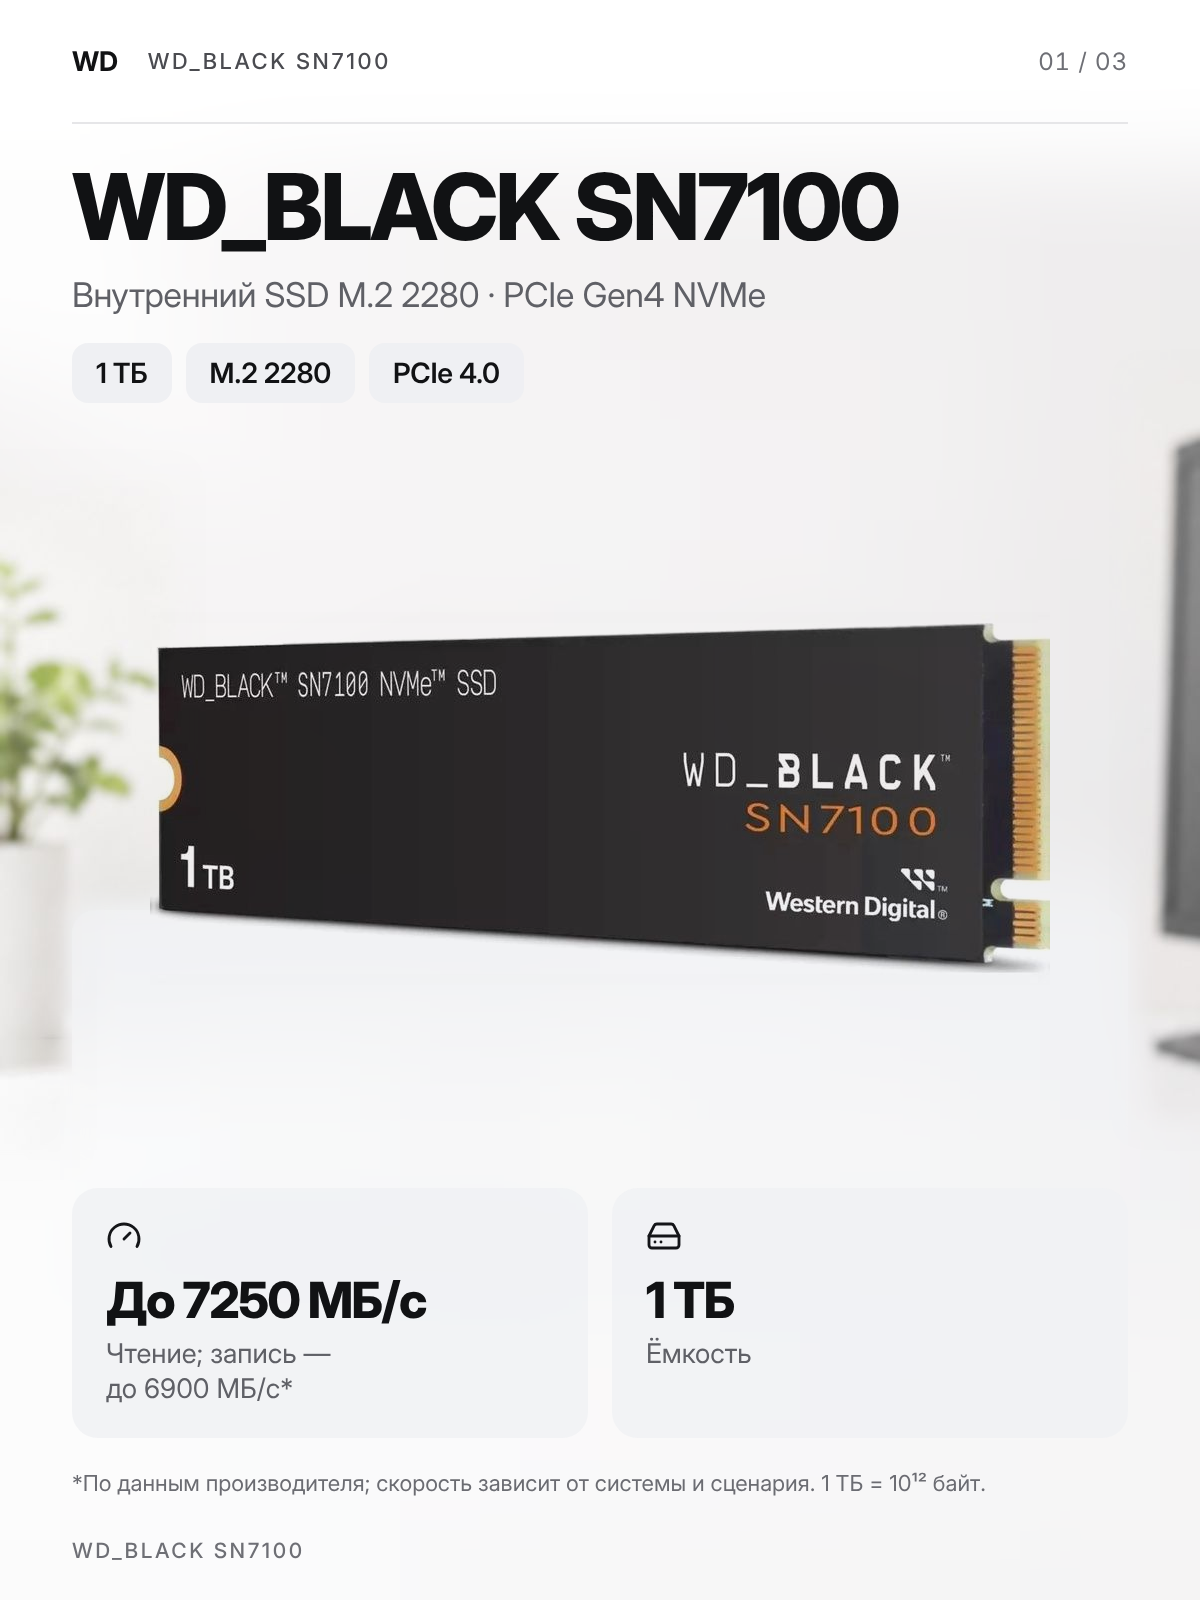 WD WD_BLACK SN7100 01 / 03
WD_BLACK SN7100
Внутренний SSD M.2 2280 · PCIe Gen4 NVMe
1 ТБ M.2 2280 PCIe 4.0
WD_BLACK™ SN7100 NVMe™ SSD
WD_BLACK™
SN7100
1TB
Western Digital®
До 7250 МБ/с
Чтение; запись —
до 6900 МБ/с*
1 ТБ
Ёмкость
*По данным производителя; скорость зависит от системы и сценария. 1 ТБ = 10¹² байт.
WD_BLACK SN7100